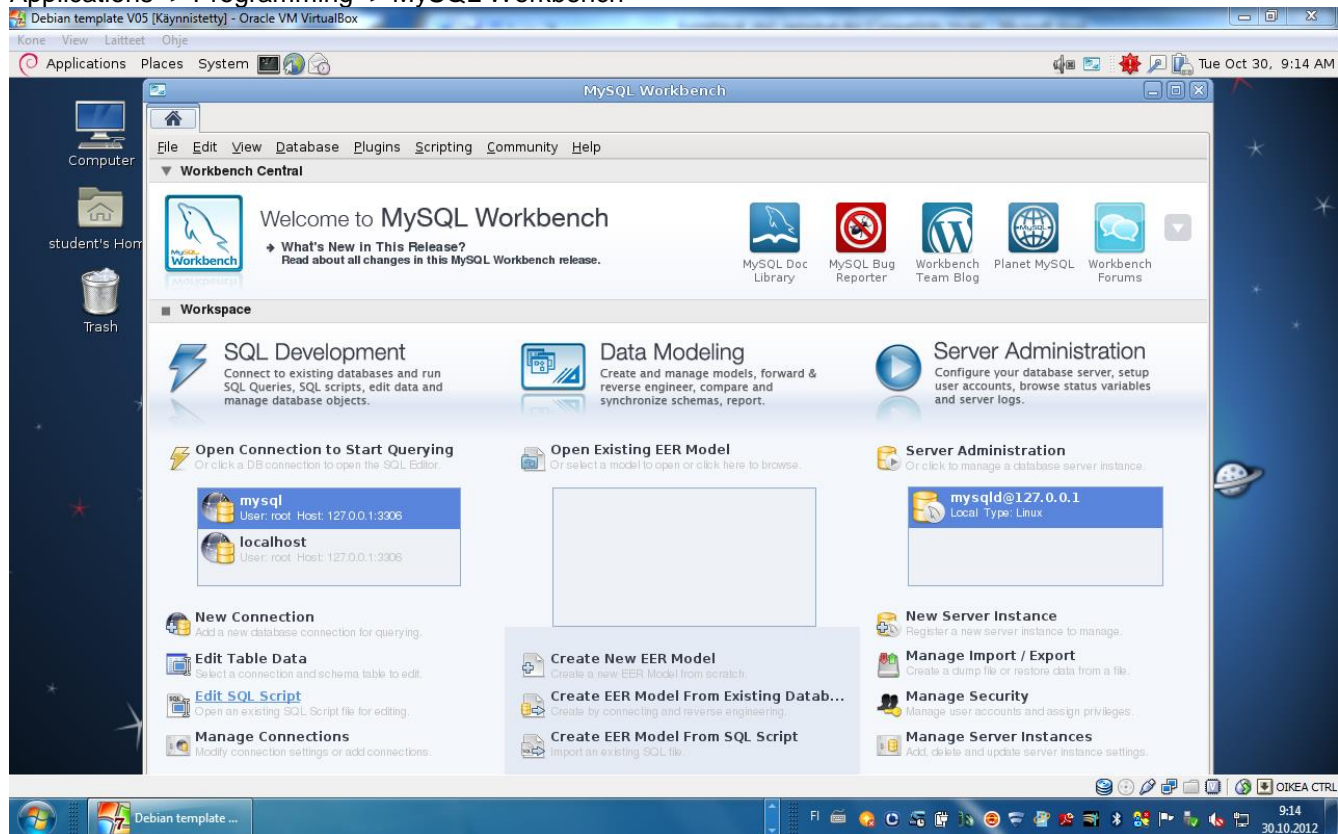 Applications -> Programming -> MySQL Workbench
Debian template V05 [Käynnistetty] - Oracle VM VirtualBox
Kone View Laitteet Ohje
Applications Places System
Tue Oct 30, 9:14 AM
MySQL Workbench
Computer
student's Hom
Trash
File Edit View Database Plugins Scripting Community Help
Workbench Central
MySQL Workbench
Welcome to MySQL Workbench
What's New in This Release?
Read about all changes in this MySQL Workbench release.
MySQL Doc Library
MySQL Bug Reporter
Workbench Team Blog
Planet MySQL
Workbench Forums
Workspace
SQL Development
Connect to existing databases and run
SQL Queries, SQL scripts, edit data and
manage database objects.
Open Connection to Start Querying
Or click a DB connection to open the SQL Editor.
mysql
User: root Host: 127.0.0.1:3306
localhost
User: root Host: 127.0.0.1:3306
New Connection
Add a new database connection for querying.
Edit Table Data
Select a connection and schema table to edit.
Edit SQL Script
Open an existing SQL Script file for editing.
Manage Connections
Modify connection settings or add connections.
Data Modeling
Create and manage models, forward &
reverse engineer, compare and
synchronize schemas, report.
Open Existing EER Model
Or select a model to open or click here to browse.
Create New EER Model
Create a new EER Model from scratch.
Create EER Model From Existing Datab...
Create by connecting and reverse engineering.
Create EER Model From SQL Script
Import an existing SQL file.
Server Administration
Configure your database server, setup
user accounts, browse status variables
and server logs.
Server Administration
Or click to manage a database server instance.
mysqld@127.0.0.1
Local Type: Linux
New Server Instance
Register a new server instance to manage.
Manage Import / Export
Create a dump file or restore data from a file.
Manage Security
Manage user accounts and assign privileges.
Manage Server Instances
Add, delete and update server instance settings.
OIKEA CTRL
Debian template ...
FI
9:14
30.10.2012